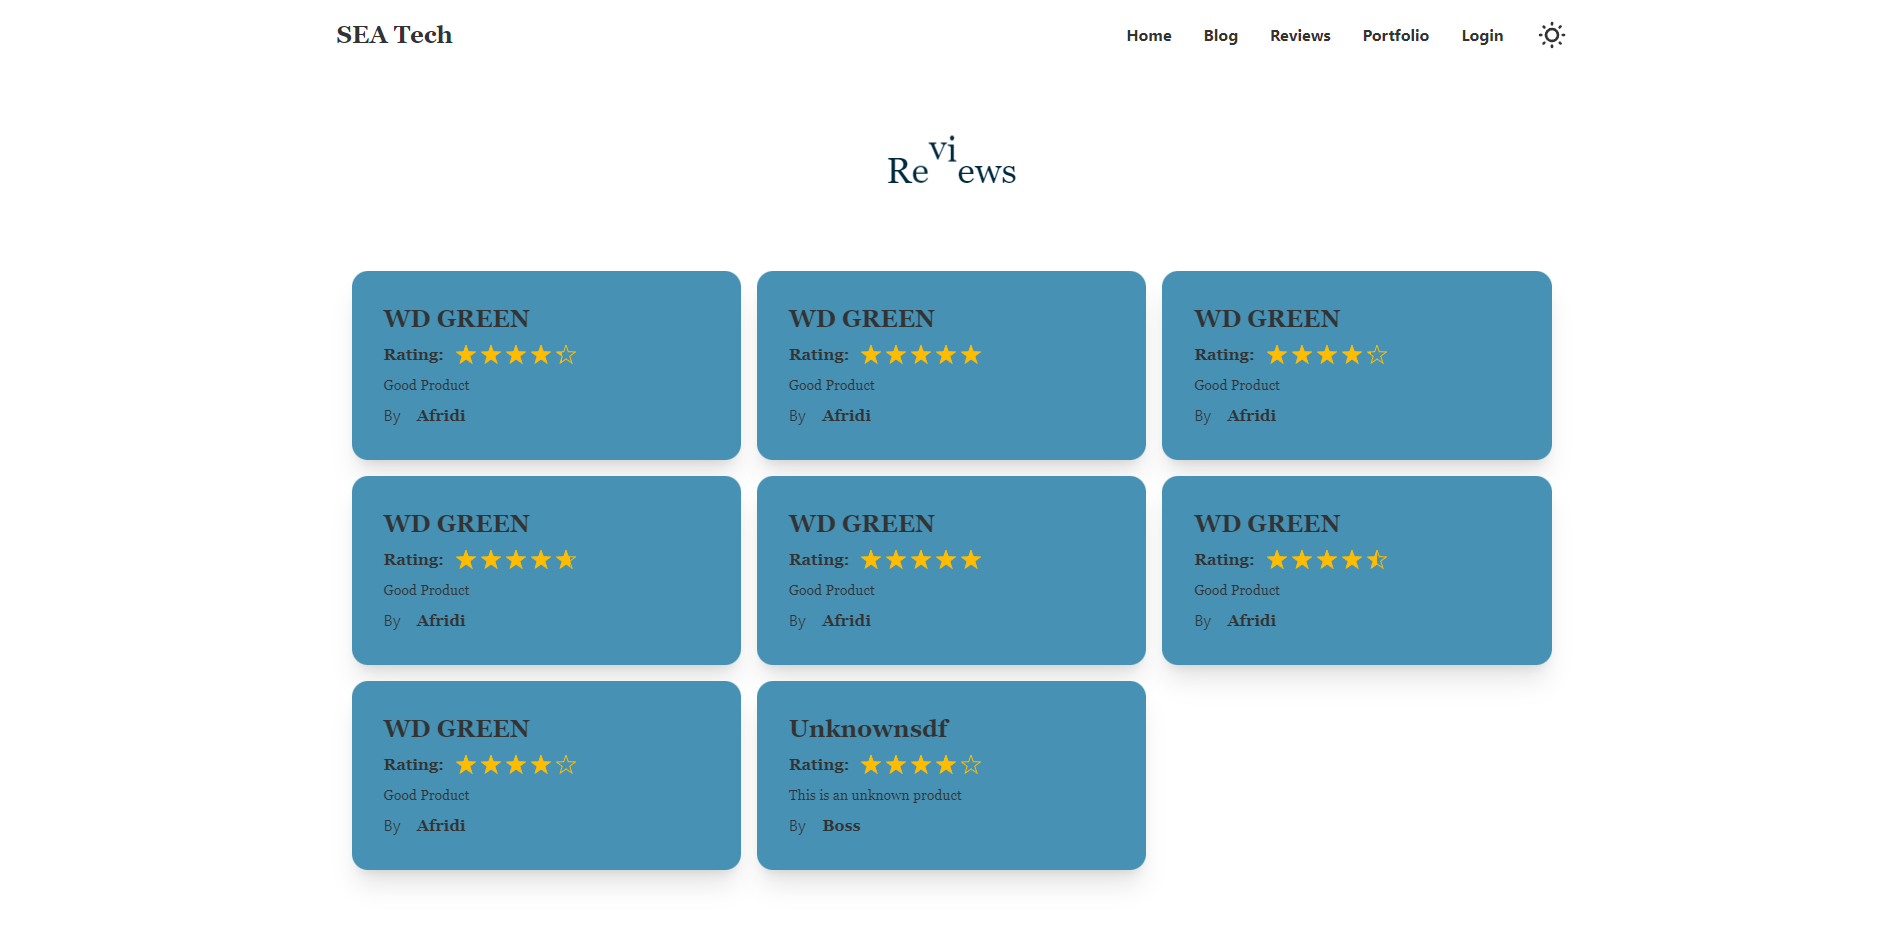 SEA Tech
Home Blog Reviews Portfolio Login
Reviews
WD GREEN
Rating:
Good Product
By Afridi
WD GREEN
Rating:
Good Product
By Afridi
WD GREEN
Rating:
Good Product
By Afridi
WD GREEN
Rating:
Good Product
By Afridi
WD GREEN
Rating:
Good Product
By Afridi
WD GREEN
Rating:
Good Product
By Afridi
WD GREEN
Rating:
Good Product
By Afridi
Unknownsdf
Rating:
This is an unknown product
By Boss